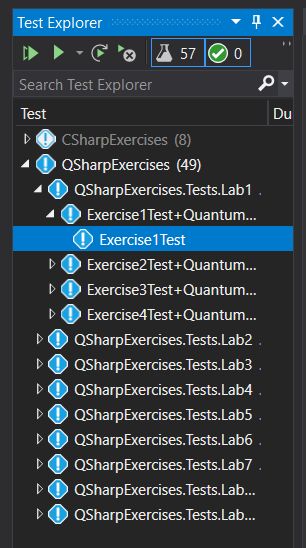 Test Explorer
57 0
Search Test Explorer
Test Du
CSharpExercises (8)
QSharpExercises (49)
QSharpExercises.Tests.Lab1
Exercise1Test+Quantum...
Exercise1Test
Exercise2Test+Quantum...
Exercise3Test+Quantum...
Exercise4Test+Quantum...
QSharpExercises.Tests.Lab2 .
QSharpExercises.Tests.Lab3 .
QSharpExercises.Tests.Lab4 .
QSharpExercises.Tests.Lab5 .
QSharpExercises.Tests.Lab6 .
QSharpExercises.Tests.Lab7 .
QSharpExercises.Tests.Lab...
QSharpExercises.Tests.Lab...